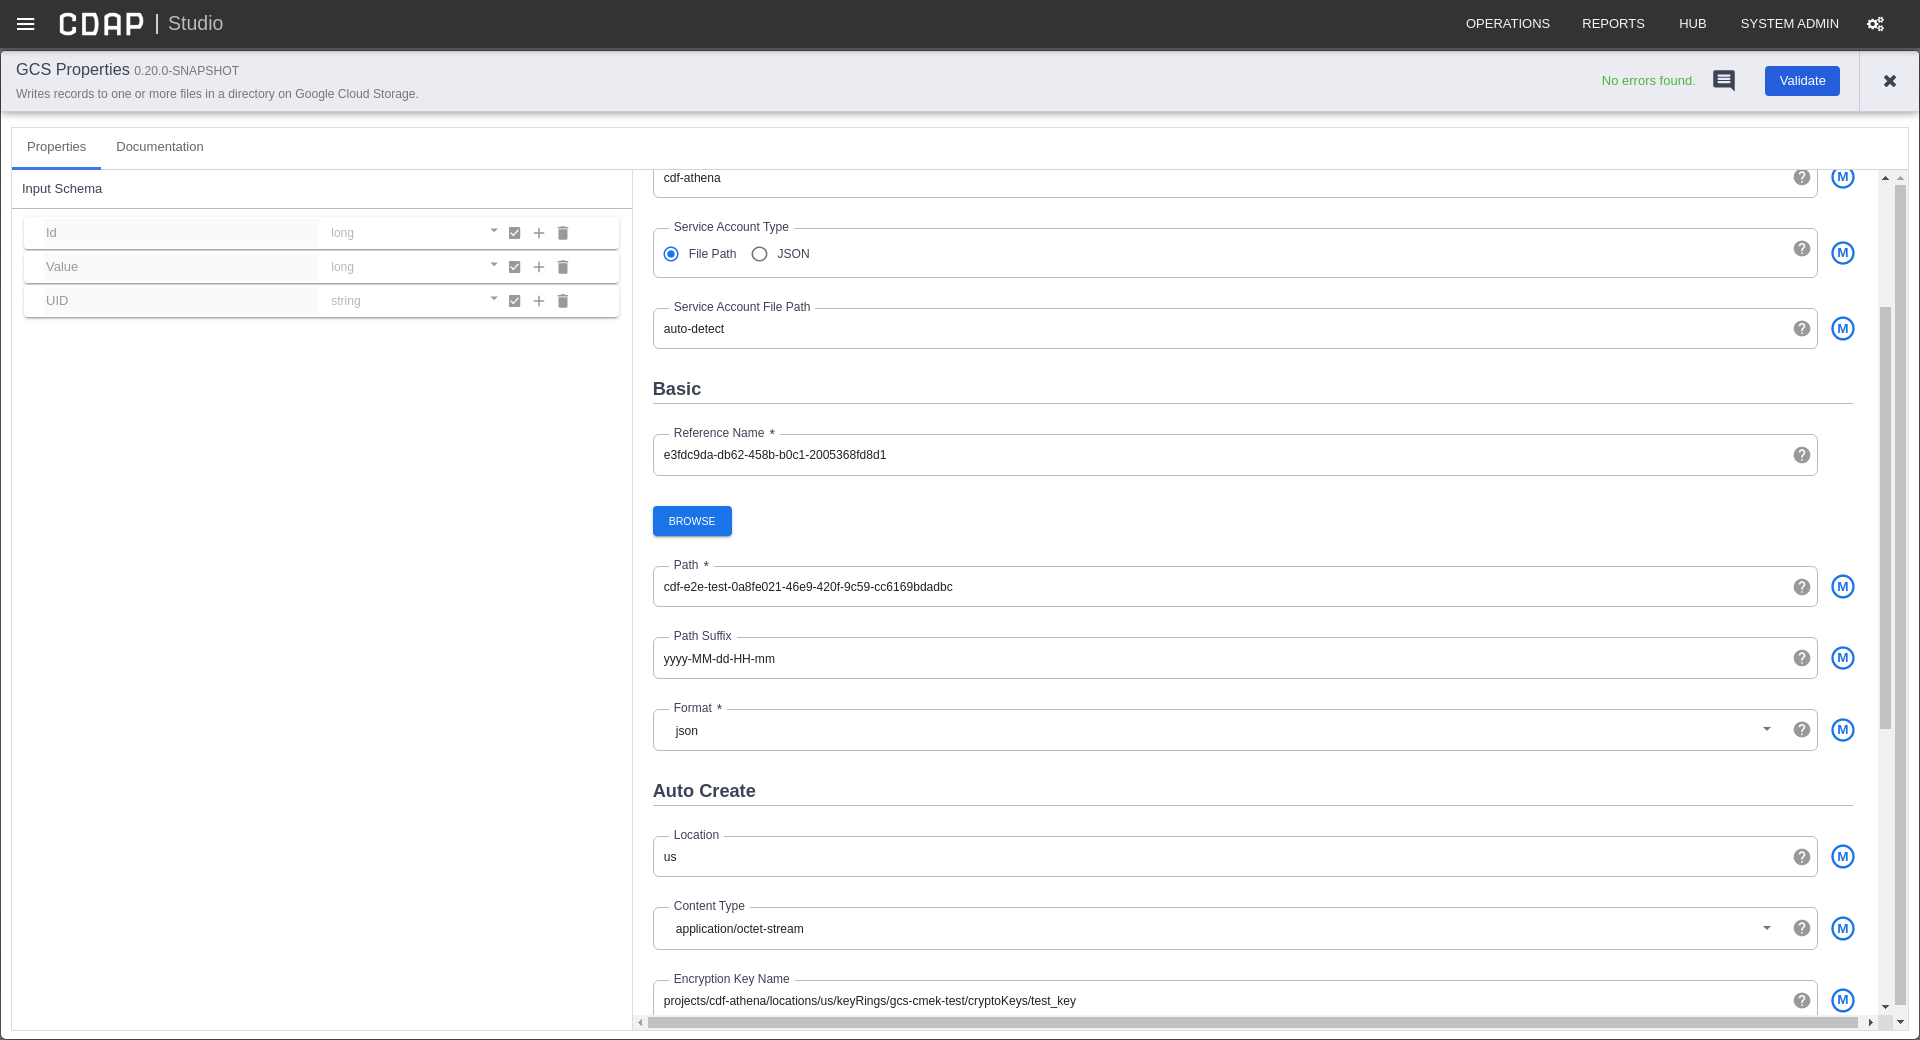 CDAP | Studio
OPERATIONS REPORTS HUB SYSTEM ADMIN
GCS Properties 0.20.0-SNAPSHOT
Writes records to one or more files in a directory on Google Cloud Storage.
No errors found.
Validate
Properties Documentation
Input Schema
Id long
Value long
UID string
cdf-athena
M
Service Account Type
File Path JSON
M
Service Account File Path
auto-detect
M
Basic
Reference Name *
e3fdc9da-db62-458b-b0c1-2005368fd8d1
BROWSE
Path *
cdf-e2e-test-0a8fe021-46e9-420f-9c59-cc6169bdadbc
M
Path Suffix
yyyy-MM-dd-HH-mm
M
Format *
json
M
Auto Create
Location
us
M
Content Type
application/octet-stream
M
Encryption Key Name
projects/cdf-athena/locations/us/keyRings/gcs-cmek-test/cryptoKeys/test_key
M